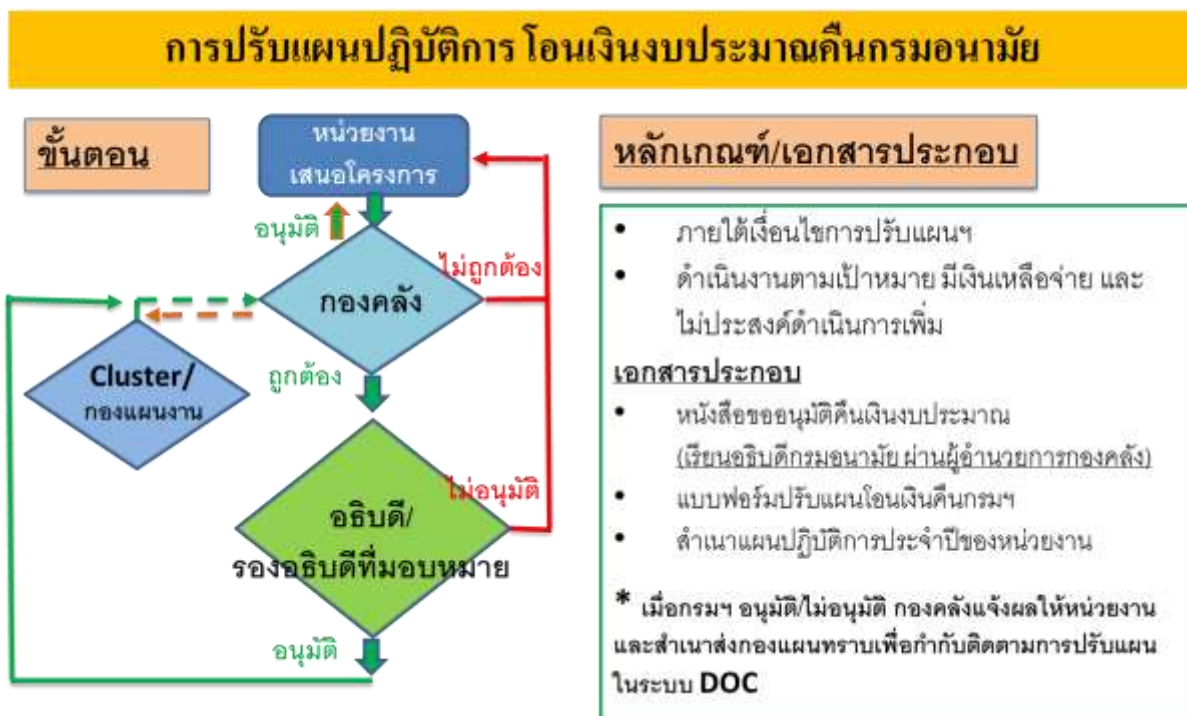 การปรับแผนปฏิบัติการ โอนเงินงบประมาณคืนกรมอนามัย
ขั้นตอน
หน่วยงาน
เสนอโครงการ
อนุมัติ
ไม่ถูกต้อง
กองคลัง
Cluster/
กองแผนงาน
ถูกต้อง
ไม่อนุมัติ
อธิบดี/
รองอธิบดีที่มอบหมาย
อนุมัติ
หลักเกณฑ์/เอกสารประกอบ
• ภายใต้เงื่อนไขการปรับแผนฯ
• ดำเนินงานตามเป้าหมาย มีเงินเหลือจ่าย และ
ไม่ประสงค์ดำเนินการเพิ่ม
เอกสารประกอบ
• หนังสือขออนุมัติคืนเงินงบประมาณ
(เรียนอธิบดีกรมอนามัย ผ่านผู้อำนวยการกองคลัง)
• แบบฟอร์มปรับแผนโอนเงินคืนกรมฯ
• สำเนาแผนปฏิบัติการประจำปีของหน่วยงาน
* เมื่อกรมฯ อนุมัติ/ไม่อนุมัติ กองคลังแจ้งผลให้หน่วยงาน
และสำเนาส่งกองแผนทราบเพื่อกำกับติดตามการปรับแผน
ในระบบ DOC